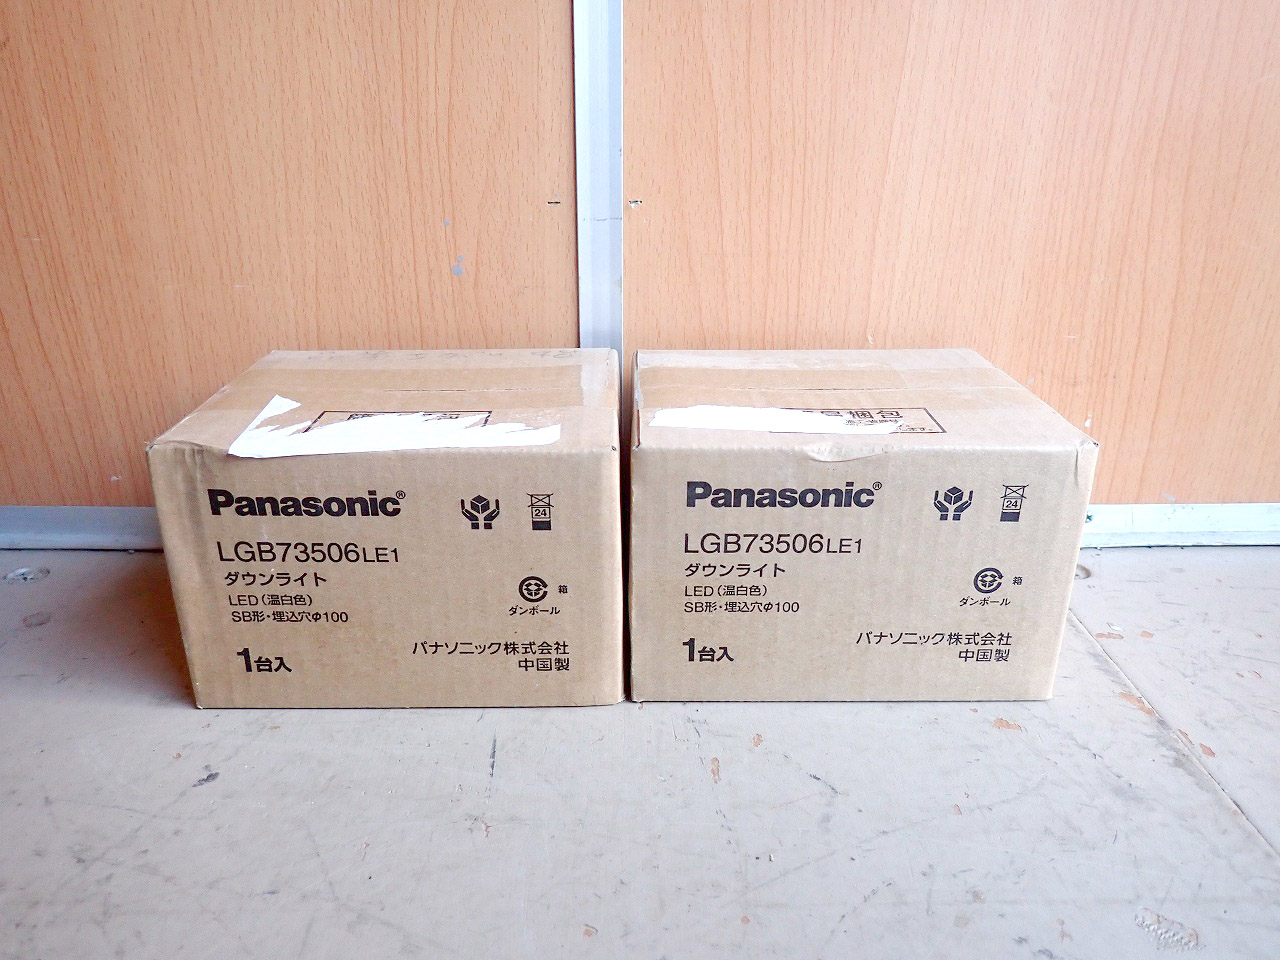 Panasonic®
24
LGB73506LE1
ダウンライト
LED(温白色)
SB形・埋込穴φ100
箱
ダンボール
1台入
パナソニック株式会社
中国製
梱包
Panasonic®
24
LGB73506LE1
ダウンライト
LED(温白色)
SB形・埋込穴φ100
箱
ダンボール
1台入
パナソニック株式会社
中国製